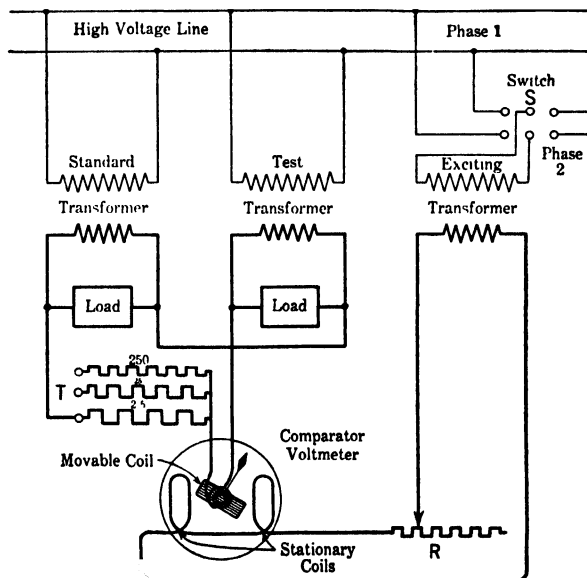 High Voltage Line
Phase 1
Switch
S
Phase
2
Standard
Test
Exciting
Transformer
Transformer
Transformer
Load
Load
250
T
Comparator
Voltmeter
Movable Coil
Stationary
Coils
R